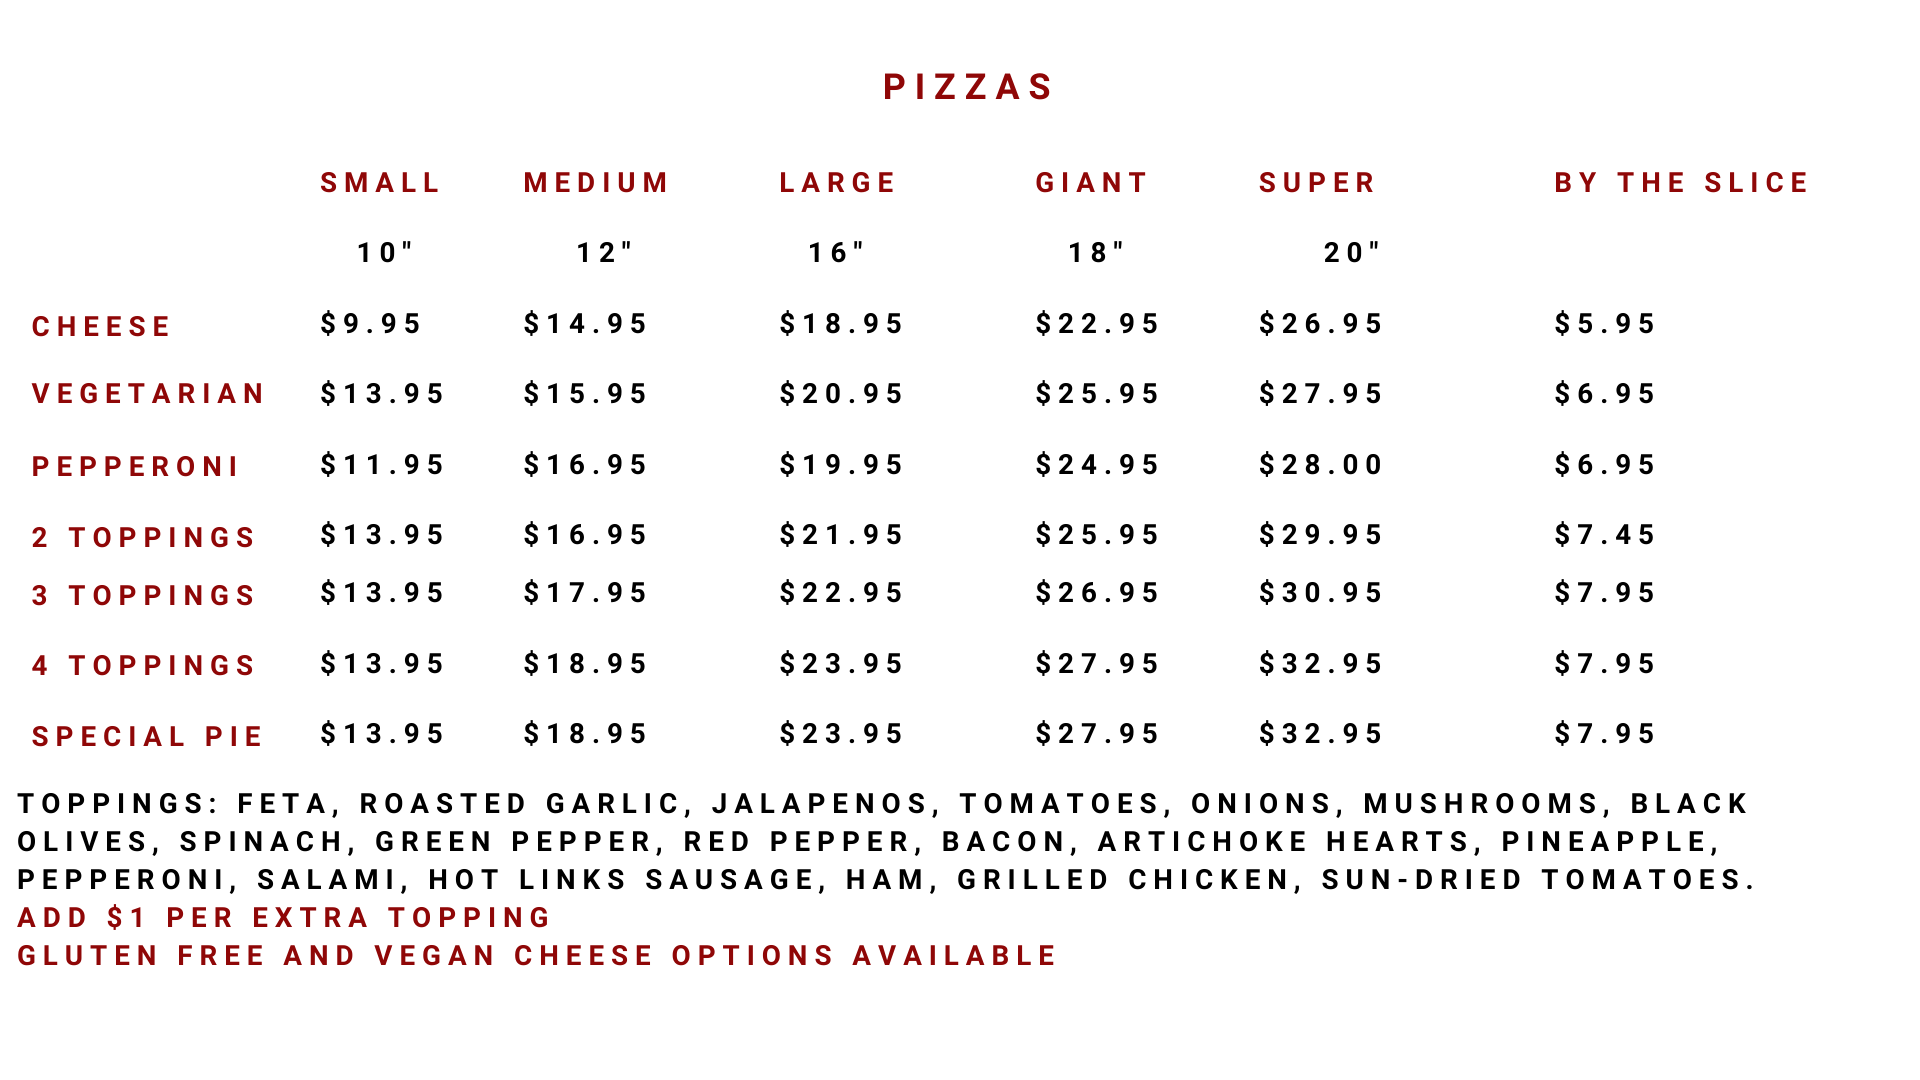 PIZZAS
SMALL MEDIUM LARGE GIANT SUPER BY THE SLICE
10" 12" 16" 18" 20"
CHEESE $9.95 $14.95 $18.95 $22.95 $26.95 $5.95
VEGETARIAN $13.95 $15.95 $20.95 $25.95 $27.95 $6.95
PEPPERONI $11.95 $16.95 $19.95 $24.95 $28.00 $6.95
2 TOPPINGS $13.95 $16.95 $21.95 $25.95 $29.95 $7.45
3 TOPPINGS $13.95 $17.95 $22.95 $26.95 $30.95 $7.95
4 TOPPINGS $13.95 $18.95 $23.95 $27.95 $32.95 $7.95
SPECIAL PIE $13.95 $18.95 $23.95 $27.95 $32.95 $7.95
TOPPINGS: FETA, ROASTED GARLIC, JALAPENOS, TOMATOES, ONIONS, MUSHROOMS, BLACK
OLIVES, SPINACH, GREEN PEPPER, RED PEPPER, BACON, ARTICHOKE HEARTS, PINEAPPLE,
PEPPERONI, SALAMI, HOT LINKS SAUSAGE, HAM, GRILLED CHICKEN, SUN-DRIED TOMATOES.
ADD $1 PER EXTRA TOPPING
GLUTEN FREE AND VEGAN CHEESE OPTIONS AVAILABLE